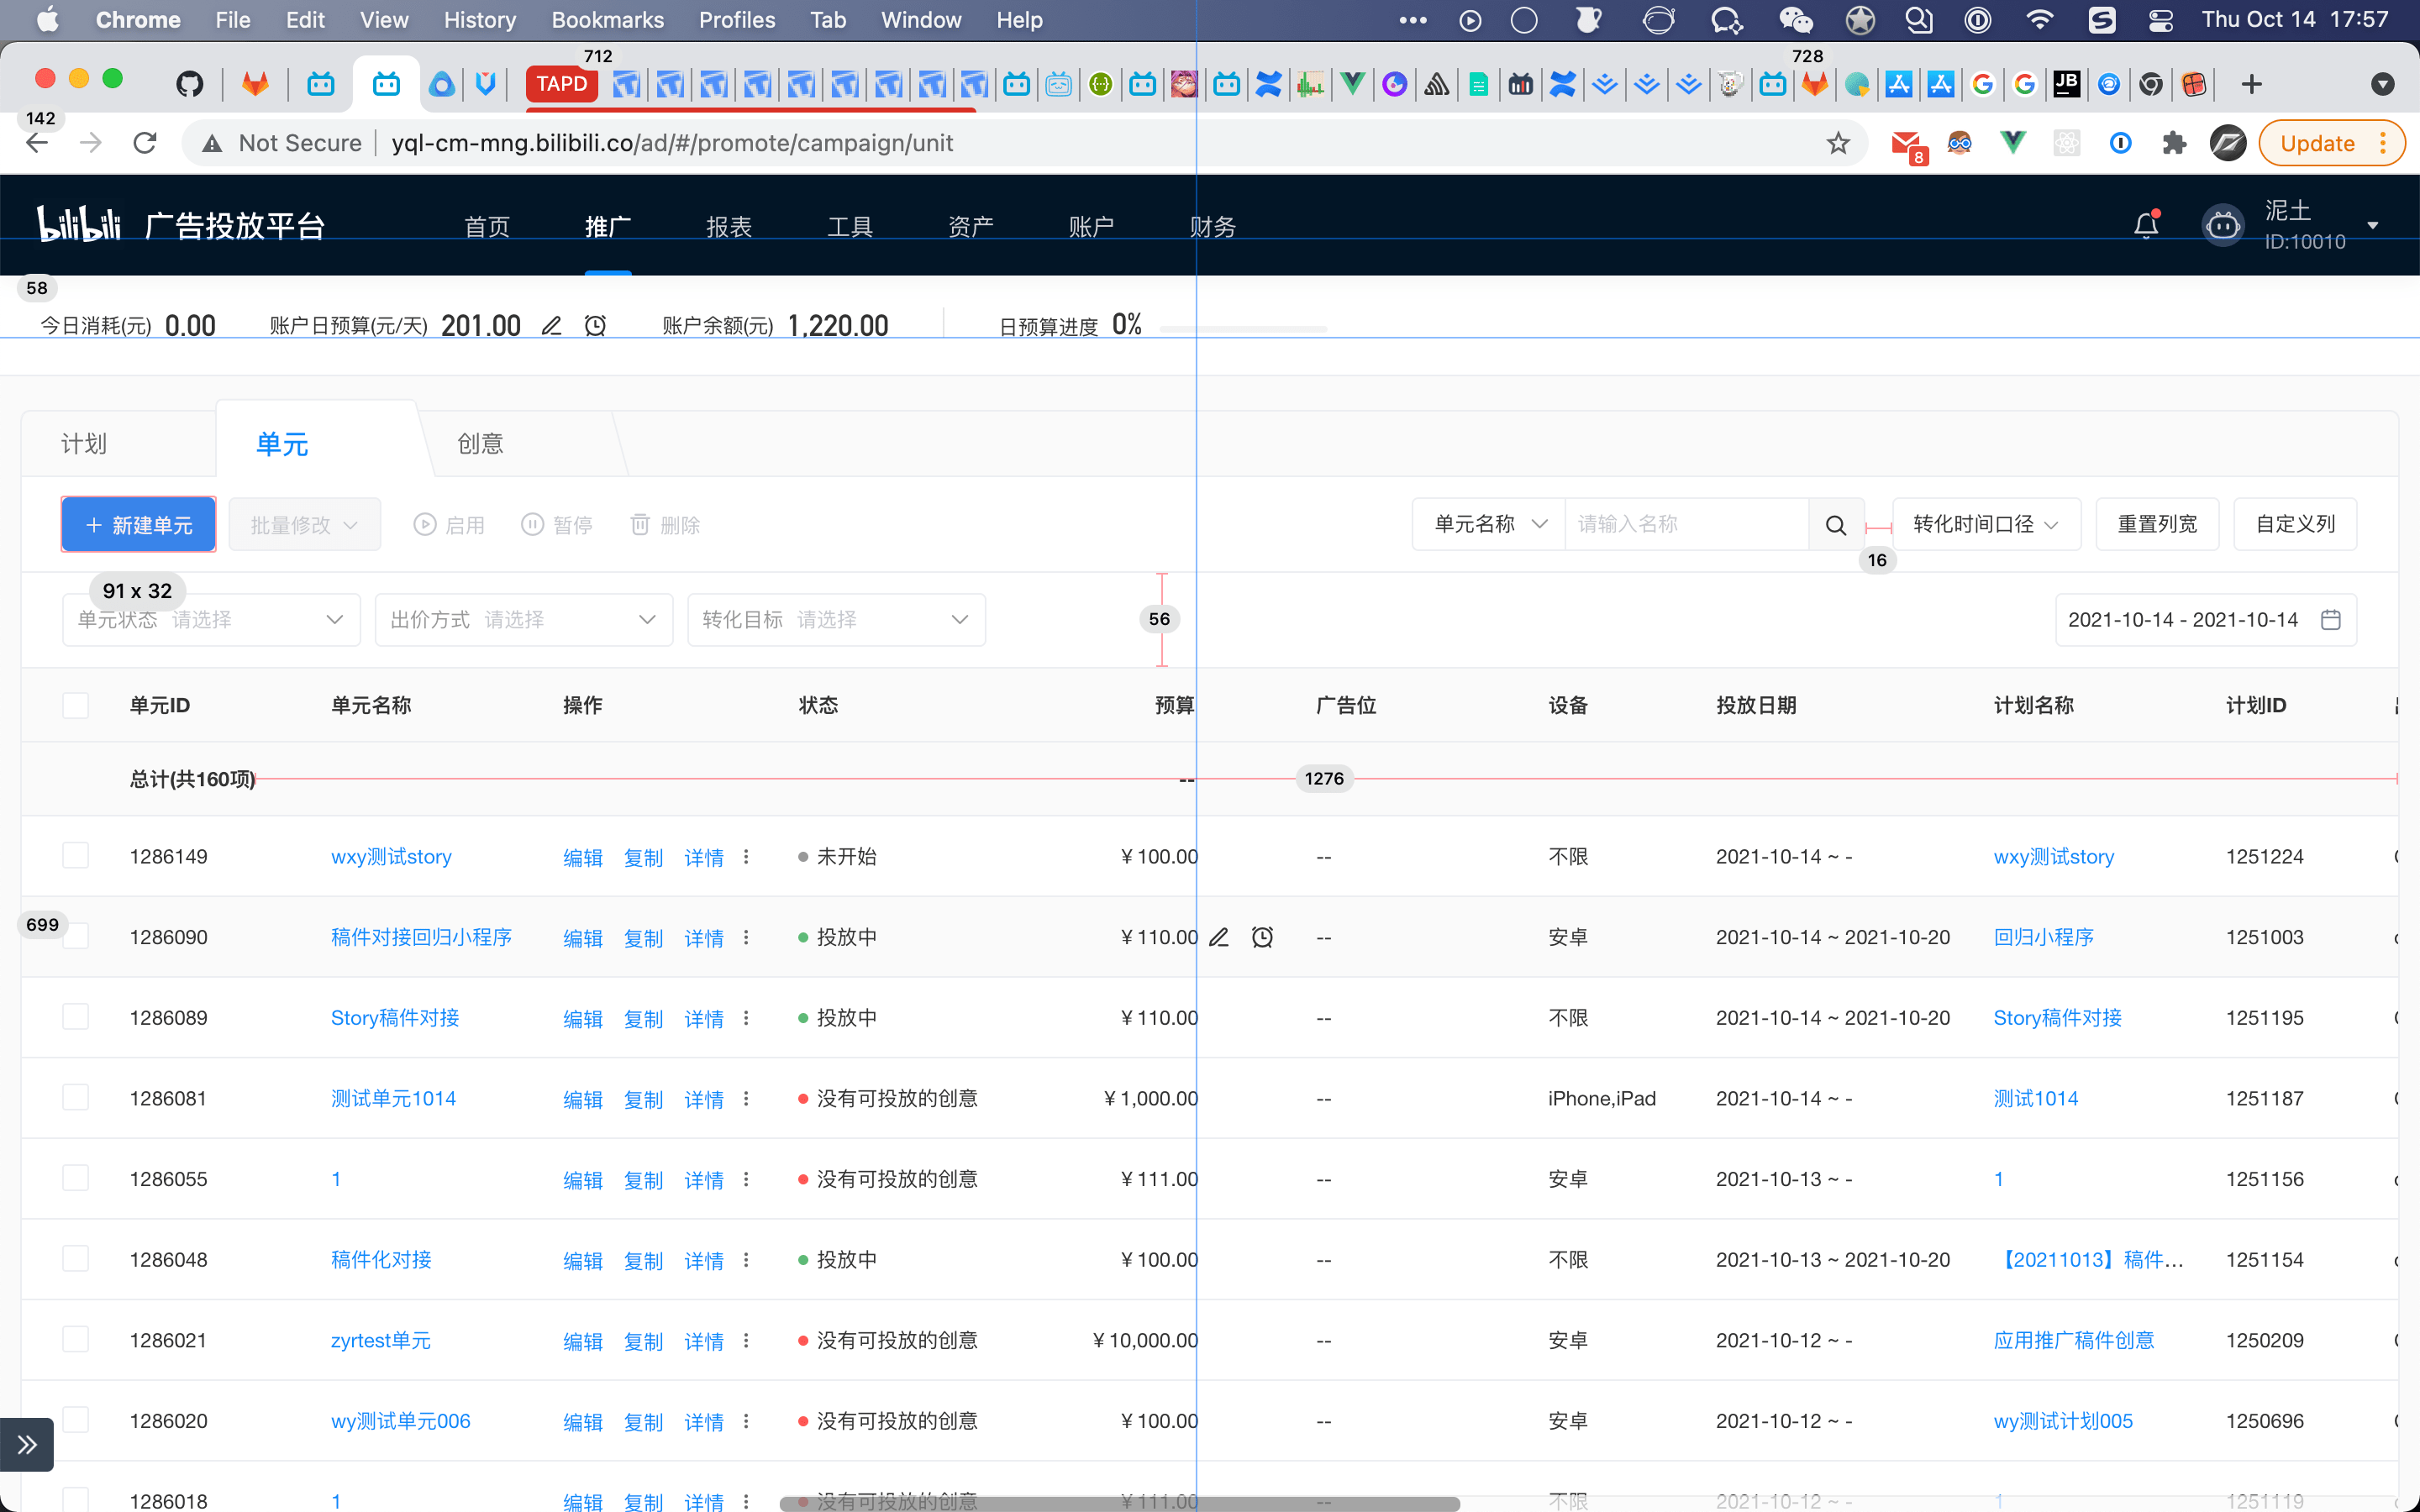 Chrome File Edit View History Bookmarks Profiles Tab Window Help Thu Oct 14 17:57
712 728
TAPD JB
142
Not Secure yql-cm-mng.bilibili.co/ad/#/promote/campaign/unit 8 Update
bilibili 广告投放平台 首页 推广 报表 工具 资产 账户 财务 泥土
ID:10010
58
今日消耗(元) 0.00 账户日预算(元/天) 201.00 账户余额(元) 1,220.00 日预算进度 0%
计划 单元 创意
+ 新建单元 批量修改 启用 暂停 删除 单元名称 请输入名称 转化时间口径 重置列宽 自定义列
16
91 x 32
单元状态 请选择 出价方式 请选择 转化目标 请选择 56 2021-10-14 - 2021-10-14
单元ID 单元名称 操作 状态 预算 广告位 设备 投放日期 计划名称 计划ID
总计(共160项) -- 1276
1286149 wxy测试story 编辑 复制 详情 未开始 ¥100.00 -- 不限 2021-10-14 ~ - wxy测试story 1251224
699
1286090 稿件对接回归小程序 编辑 复制 详情 投放中 ¥110.00 -- 安卓 2021-10-14 ~ 2021-10-20 回归小程序 1251003
1286089 Story稿件对接 编辑 复制 详情 投放中 ¥110.00 -- 不限 2021-10-14 ~ 2021-10-20 Story稿件对接 1251195
1286081 测试单元1014 编辑 复制 详情 没有可投放的创意 ¥1,000.00 -- iPhone,iPad 2021-10-14 ~ - 测试1014 1251187
1286055 1 编辑 复制 详情 没有可投放的创意 ¥111.00 -- 安卓 2021-10-13 ~ - 1 1251156
1286048 稿件化对接 编辑 复制 详情 投放中 ¥100.00 -- 不限 2021-10-13 ~ 2021-10-20 【20211013】稿件... 1251154
1286021 zyrtest单元 编辑 复制 详情 没有可投放的创意 ¥10,000.00 -- 安卓 2021-10-12 ~ - 应用推广稿件创意 1250209
1286020 wy测试单元006 编辑 复制 详情 没有可投放的创意 ¥100.00 -- 安卓 2021-10-12 ~ - wy测试计划005 1250696
1286018 1 编辑 复制 详情 没有可投放的创意 ¥111.00 -- 不限 2021-10-12 ~ - 1 1251119